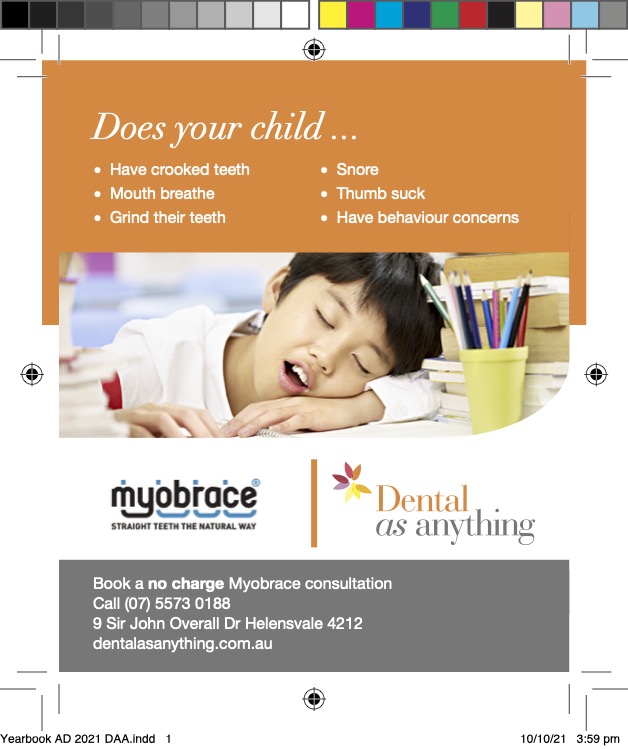 Does your child ...
• Have crooked teeth
• Mouth breathe
• Grind their teeth
• Snore
• Thumb suck
• Have behaviour concerns
myobrace®
STRAIGHT TEETH THE NATURAL WAY
Dental
as anything
Book a no charge Myobrace consultation
Call (07) 5573 0188
9 Sir John Overall Dr Helensvale 4212
dentalasanything.com.au
Yearbook AD 2021 DAA.indd 1
10/10/21 3:59 pm